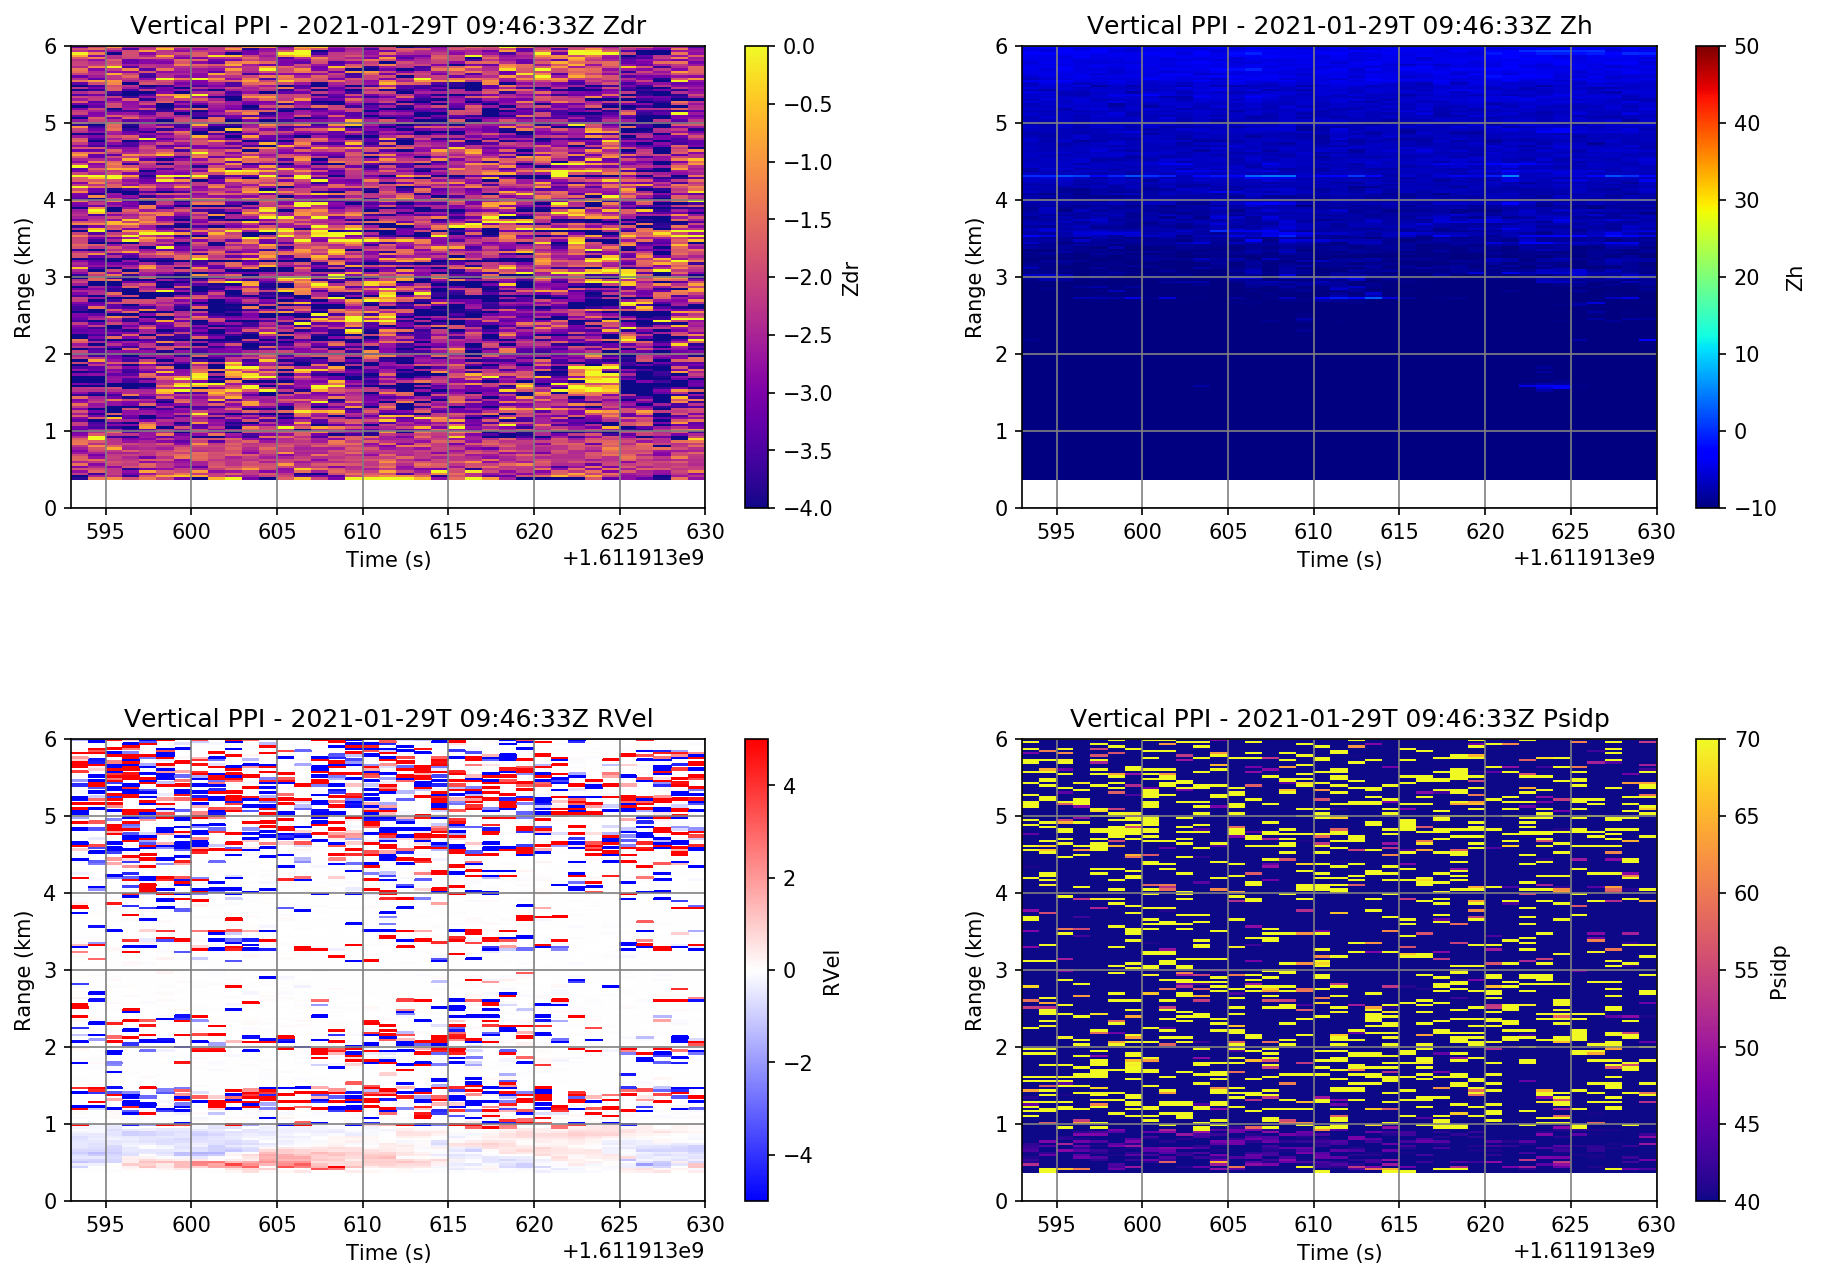 Vertical PPI - 2021-01-29T 09:46:33Z Zdr
6
5
4
3
2
1
0
Range (km)
595 600 605 610 615 620 625 630
Time (s)
+1.611913e9
0.0
−0.5
−1.0
−1.5
−2.0
−2.5
−3.0
−3.5
−4.0
Zdr
Vertical PPI - 2021-01-29T 09:46:33Z Zh
6
5
4
3
2
1
0
Range (km)
595 600 605 610 615 620 625 630
Time (s)
+1.611913e9
50
40
30
20
10
0
−10
Zh
Vertical PPI - 2021-01-29T 09:46:33Z RVel
6
5
4
3
2
1
0
Range (km)
595 600 605 610 615 620 625 630
Time (s)
+1.611913e9
4
2
0
−2
−4
RVel
Vertical PPI - 2021-01-29T 09:46:33Z Psidp
6
5
4
3
2
1
0
Range (km)
595 600 605 610 615 620 625 630
Time (s)
+1.611913e9
70
65
60
55
50
45
40
Psidp